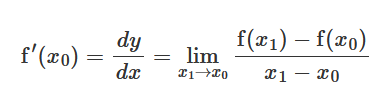 f′(x₀) = dy/dx = lim_{x₁→x₀} (f(x₁) − f(x₀))/(x₁ − x₀)